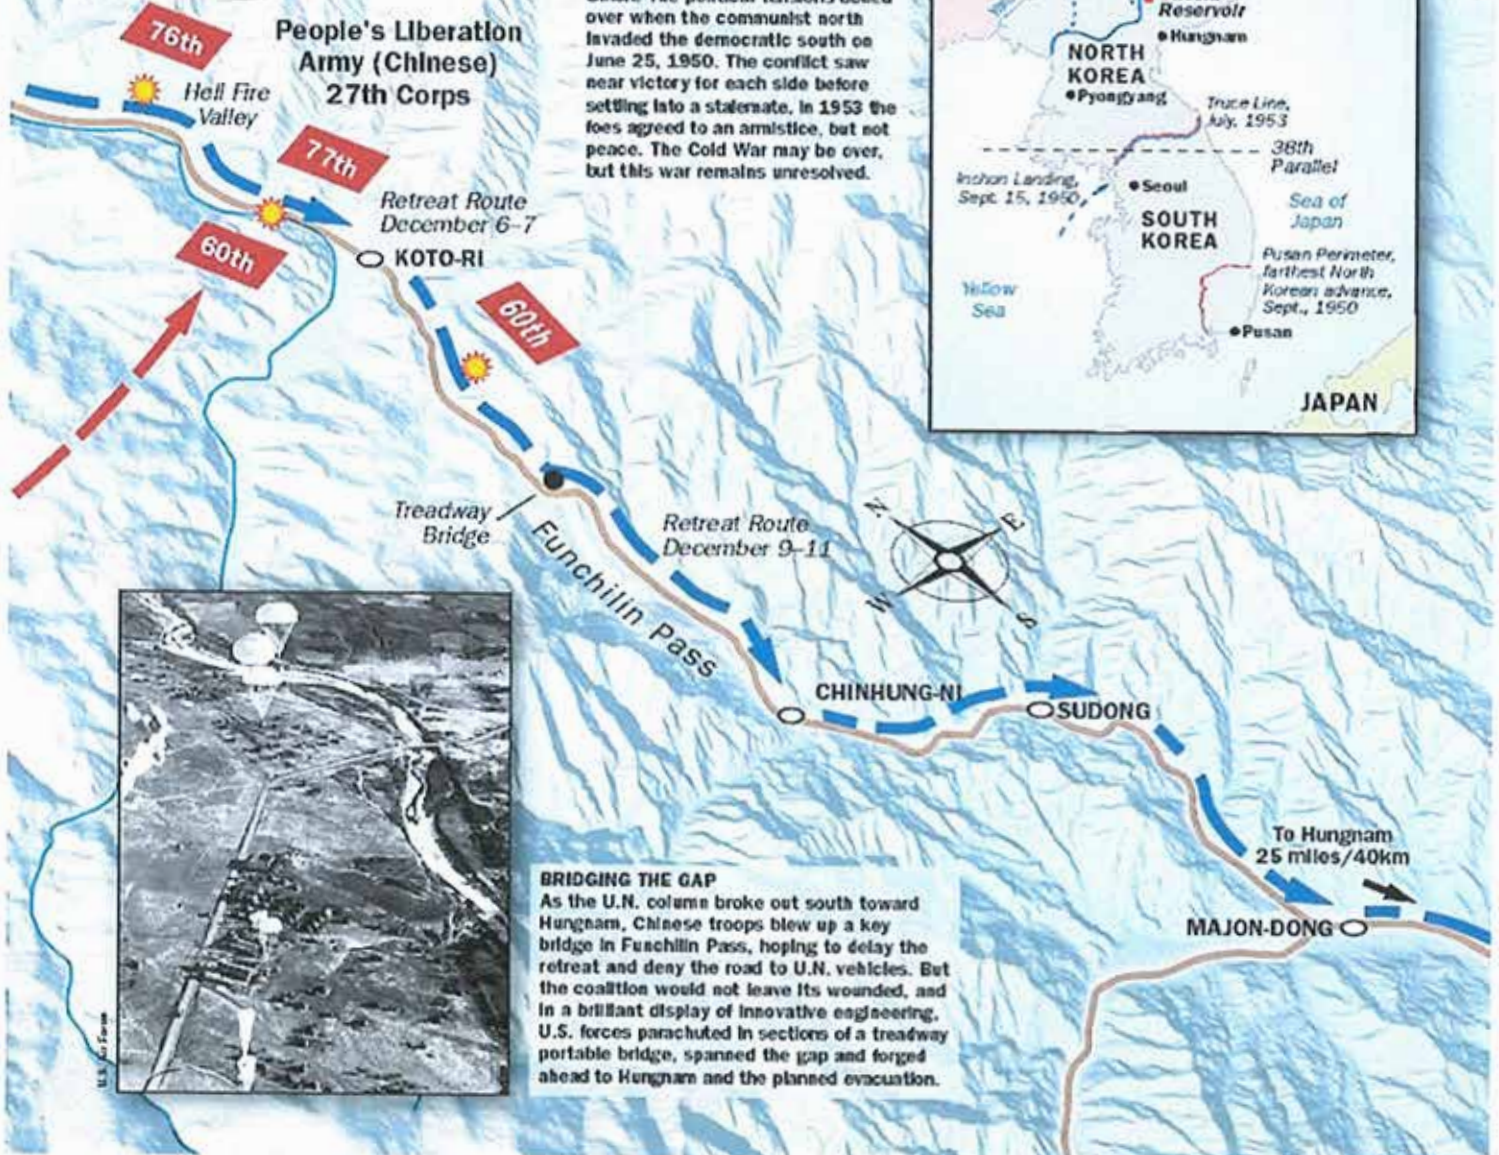 76th
People's Liberation
Army (Chinese)
27th Corps
Hell Fire
Valley
77th
Retreat Route
December 6–7
KOTO-RI
60th
60th
over when the communist north
invaded the democratic south on
June 25, 1950. The conflict saw
near victory for each side before
settling into a stalemate. In 1953 the
foes agreed to an armistice, but not
peace. The Cold War may be over,
but this war remains unresolved.
Reservoir
Hungnam
NORTH
KOREA
Pyongyang
Truce Line,
July, 1953
38th
Parallel
Inchon Landing,
Sept. 15, 1950
Seoul
SOUTH
KOREA
Sea of
Japan
Yellow
Sea
Pusan Perimeter,
farthest North
Korean advance,
Sept., 1950
Pusan
JAPAN
Treadway
Bridge
Funchilin Pass
Retreat Route
December 9–11
N
E
W
S
CHINHUNG-NI
SUDONG
To Hungnam
25 miles/40km
MAJON-DONG
BRIDGING THE GAP
As the U.N. column broke out south toward
Hungnam, Chinese troops blew up a key
bridge in Funchilin Pass, hoping to delay the
retreat and deny the road to U.N. vehicles. But
the coalition would not leave its wounded, and
in a brilliant display of innovative engineering,
U.S. forces parachuted in sections of a treadway
portable bridge, spanned the gap and forged
ahead to Hungnam and the planned evacuation.
U.S. Air Force